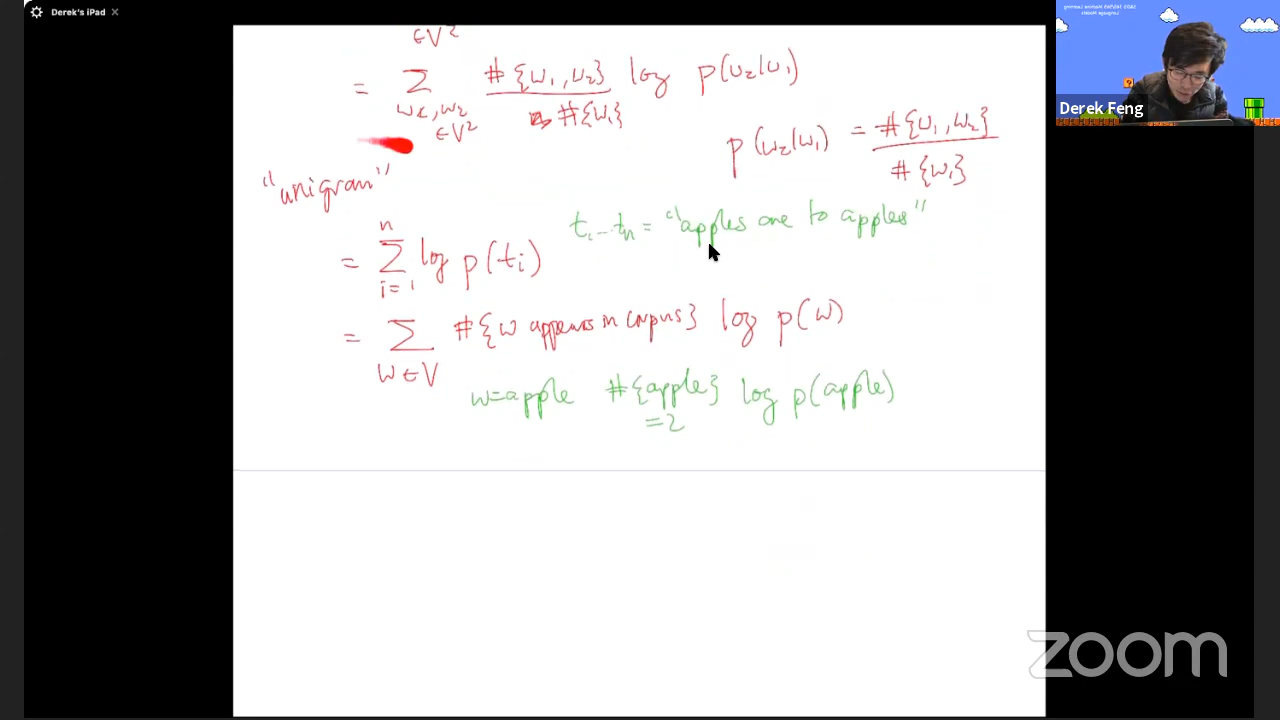 Derek's iPad
∈V²
= Σ #{w₁,w₂} / #{w₁} log p(w₂|w₁)
w₁,w₂ ∈V²
p(w₂|w₁) = #{w₁,w₂} / #{w₁}
"unigram"
t₁...tₙ = "apples are to apples"
= Σ log p(tᵢ)
n
i=1
= Σ #{w appears in corpus} log p(w)
w∈V
w=apple #{apple} log p(apple)
=2
Derek Feng
zoom